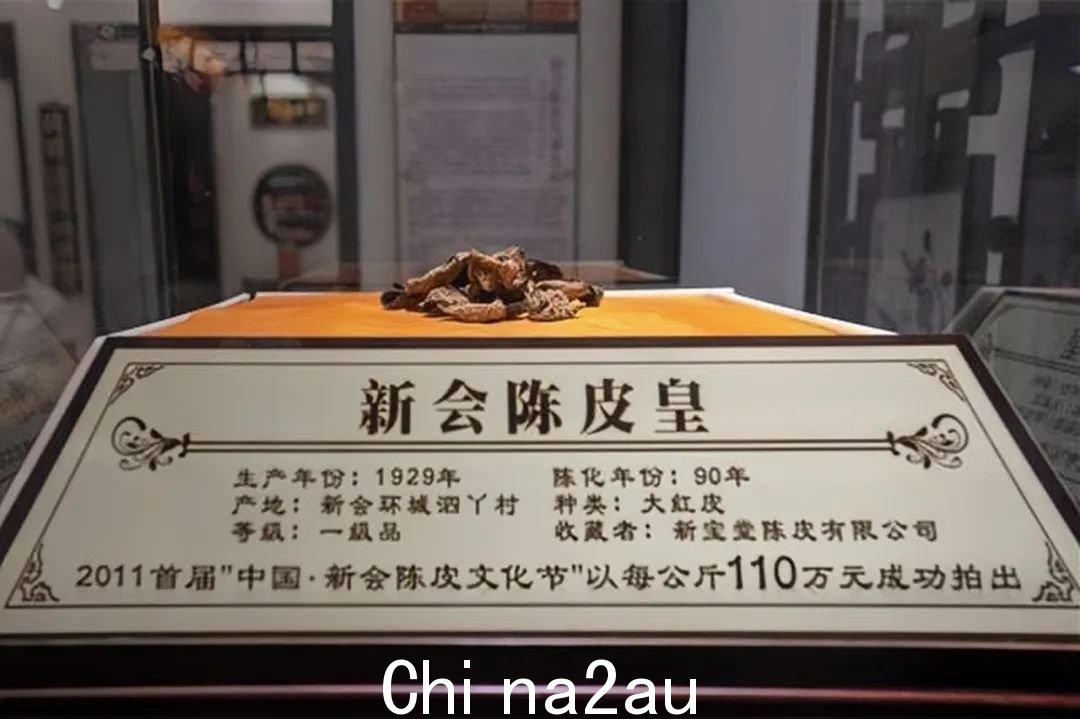 新会陈皮皇
生产年份：1929年 陈化年份：90年
产地：新会环城泗丫村 种类：大红皮
等级：一级品 收藏者：新宝堂陈皮有限公司
2011首届"中国·新会陈皮文化节"以每公斤110万元成功拍出
China2au